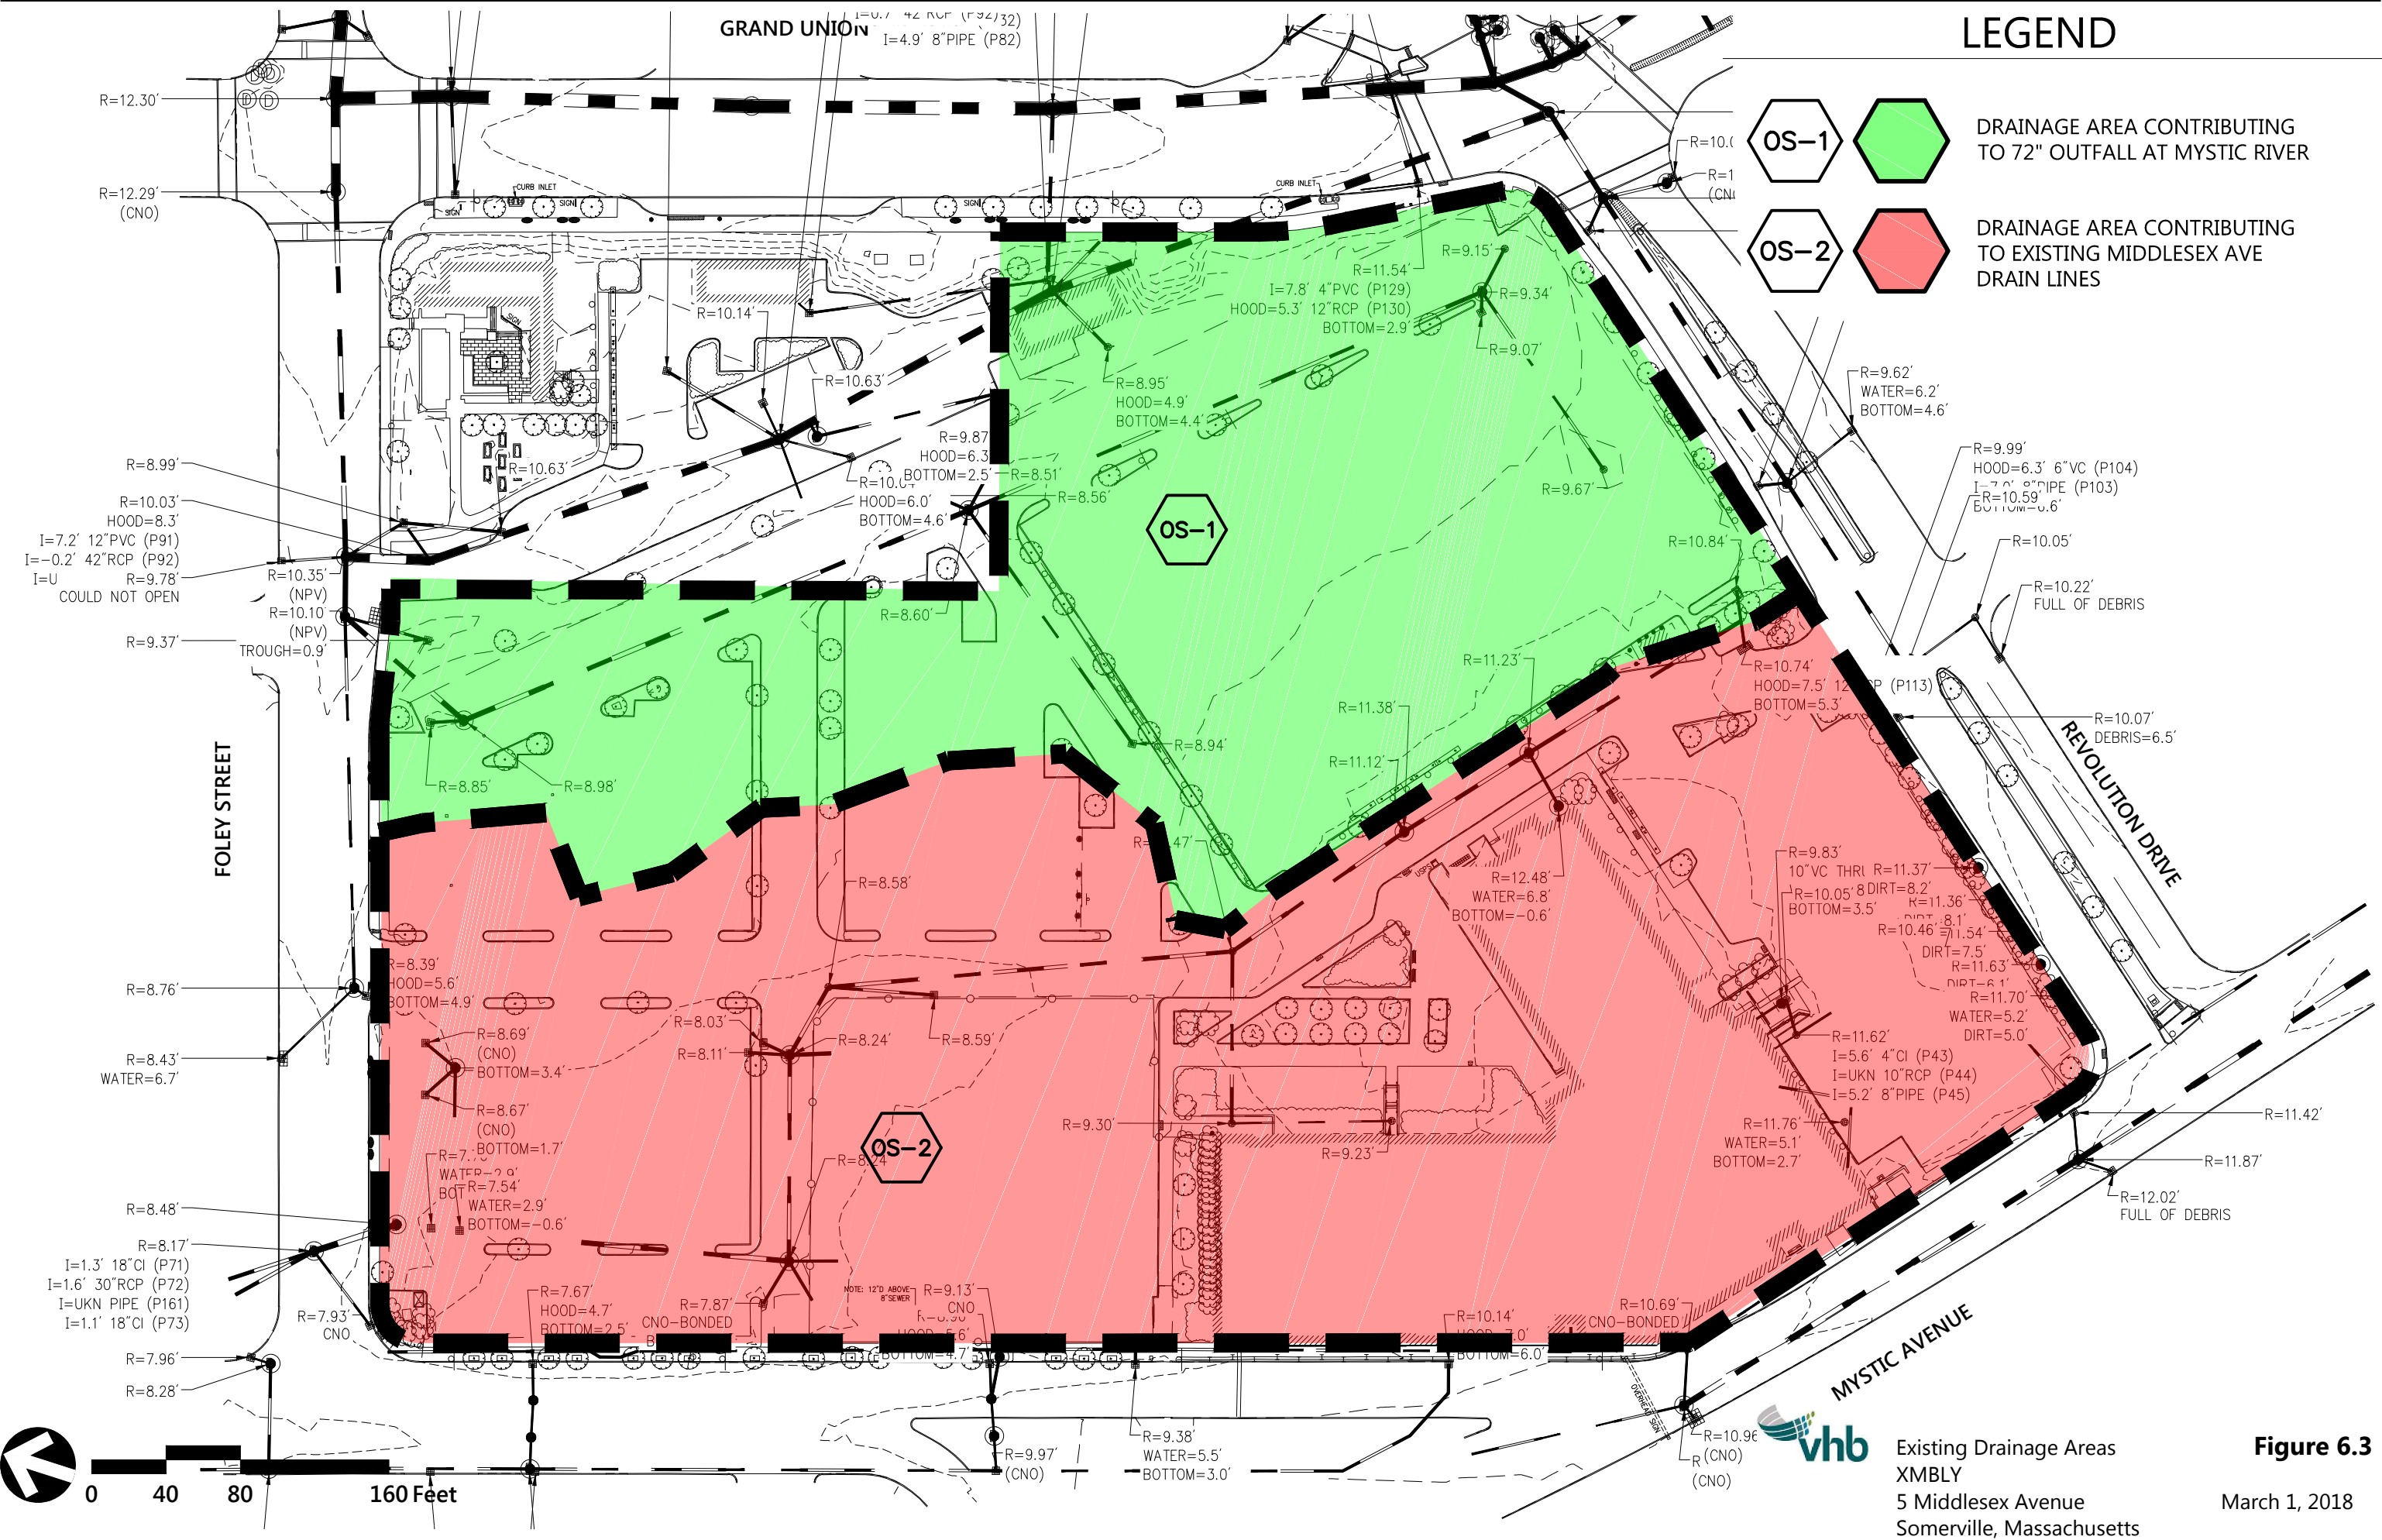 GRAND UNION
I=4.9' 8"PIPE (P82)
LEGEND
OS-1
DRAINAGE AREA CONTRIBUTING
TO 72" OUTFALL AT MYSTIC RIVER
OS-2
DRAINAGE AREA CONTRIBUTING
TO EXISTING MIDDLESEX AVE
DRAIN LINES
R=12.30'
R=12.29'
(CNO)
CURB INLET
SIGN
SIGN
SIGN
CURB INLET
SIGN
R=10.14'
R=10.63'
R=10.63'
R=9.15'
R=11.54'
I=7.8' 4"PVC (P129)
HOOD=5.3' 12"RCP (P130)
BOTTOM=2.9'
R=9.34'
R=9.07'
R=8.95'
HOOD=4.9'
BOTTOM=4.4'
R=9.87'
HOOD=6.3'
BOTTOM=2.5'
R=8.51'
R=8.56'
HOOD=6.0'
BOTTOM=4.6'
R=9.67'
R=9.62'
WATER=6.2'
BOTTOM=4.6'
R=9.99'
HOOD=6.3' 6"VC (P104)
R=10.59'
R=10.05'
R=10.22'
FULL OF DEBRIS
R=8.99'
R=10.03'
HOOD=8.3'
I=7.2' 12"PVC (P91)
I=-0.2' 42"RCP (P92)
R=9.78'
COULD NOT OPEN
R=10.35'
(NPV)
R=10.10'
(NPV)
TROUGH=0.9'
R=9.37'
R=8.60'
OS-1
R=10.84'
R=10.74'
R=11.23'
R=11.38'
R=11.12'
BOTTOM=5.3'
R=10.07'
DEBRIS=6.5'
R=8.85'
R=8.98'
R=8.94'
FOLEY STREET
REVOLUTION DRIVE
R=8.58'
USPS
R=12.48'
WATER=6.8'
BOTTOM=-0.6'
R=9.83'
R=11.37'
R=10.05'
DIRT=8.2'
BOTTOM=3.5'
R=11.36'
R=10.46'
DIRT=7.5'
R=11.63'
R=11.70'
WATER=5.2'
DIRT=5.0'
R=8.76'
R=8.43'
WATER=6.7'
R=8.39'
HOOD=5.6'
BOTTOM=4.9'
R=8.69'
(CNO)
BOTTOM=3.4'
R=8.67'
(CNO)
BOTTOM=1.7'
R=8.03'
R=8.11'
R=8.24'
R=8.59'
R=11.62'
I=5.6' 4"CI (P43)
I=UKN 10"RCP (P44)
I=5.2' 8"PIPE (P45)
R=9.30'
R=9.23'
R=11.76'
WATER=5.1'
BOTTOM=2.7'
R=11.42'
R=11.87'
R=12.02'
FULL OF DEBRIS
OS-2
R=7.54'
WATER=2.9'
BOTTOM=-0.6'
R=8.48'
R=8.17'
I=1.3' 18"CI (P71)
I=1.6' 30"RCP (P72)
I=UKN PIPE (P161)
I=1.1' 18"CI (P73)
R=7.93'
CNO
R=7.96'
R=8.28'
R=7.67'
HOOD=4.7'
BOTTOM=2.5'
R=7.87'
CNO-BONDED
NOTE: 12"D ABOVE
8"SEWER
R=9.13'
CNO
BOTTOM=4.7'
R=10.14'
BOTTOM=6.0'
R=10.69'
CNO-BONDED
OVERHEAD SIGN
MYSTIC AVENUE
R=9.97'
(CNO)
R=9.38'
WATER=5.5'
BOTTOM=3.0'
R=10.96
(CNO)
(CNO)
0 40 80 160 Feet
vhb
Existing Drainage Areas
XMBLY
5 Middlesex Avenue
Somerville, Massachusetts
Figure 6.3
March 1, 2018